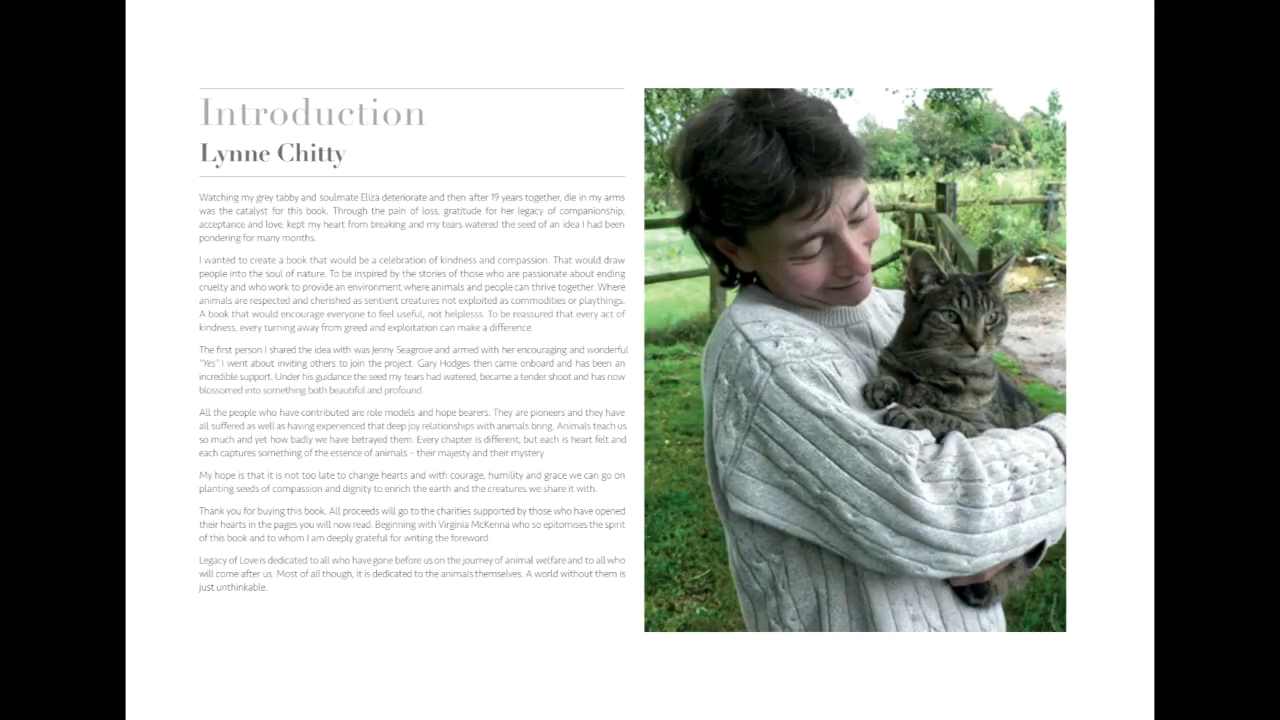 Introduction
Lynne Chitty
Watching my grey tabby and soulmate Eliza deteriorate and then after 19 years together, die in my arms
was the catalyst for this book. Through the pain of loss, gratitude for her legacy of companionship,
acceptance and love, kept my heart from breaking and my tears watered the seed of an idea I had been
pondering for many months.
I wanted to create a book that would be a celebration of kindness and compassion. That would draw
people into the soul of nature. To be inspired by the stories of those who are passionate about ending
cruelty and who work to provide an environment where animals and people can thrive together. Where
animals are respected and cherished as sentient creatures not exploited as commodities or playthings.
A book that would encourage everyone to feel useful, not helplesss. To be reassured that every act of
kindness, every turning away from greed and exploitation can make a difference.
The first person I shared the idea with was Jenny Seagrove and armed with her encouraging and wonderful
"Yes" I went about inviting others to join the project. Gary Hodges then came onboard and has been an
incredible support. Under his guidance the seed my tears had watered, became a tender shoot and has now
blossomed into something both beautiful and profound.
All the people who have contributed are role models and hope bearers. They are pioneers and they have
all suffered as well as having experienced that deep joy relationships with animals bring. Animals teach us
so much and yet how badly we have betrayed them. Every chapter is different, but each is heart felt and
each captures something of the essence of animals - their majesty and their mystery.
My hope is that it is not too late to change hearts and with courage, humility and grace we can go on
planting seeds of compassion and dignity to enrich the earth and the creatures we share it with.
Thank you for buying this book. All proceeds will go to the charities supported by those who have opened
their hearts in the pages you will now read. Beginning with Virginia McKenna who so epitomises the spirit
of this book and to whom I am deeply grateful for writing the foreword.
Legacy of Love is dedicated to all who have gone before us on the journey of animal welfare and to all who
will come after us. Most of all though, it is dedicated to the animals themselves. A world without them is
just unthinkable.